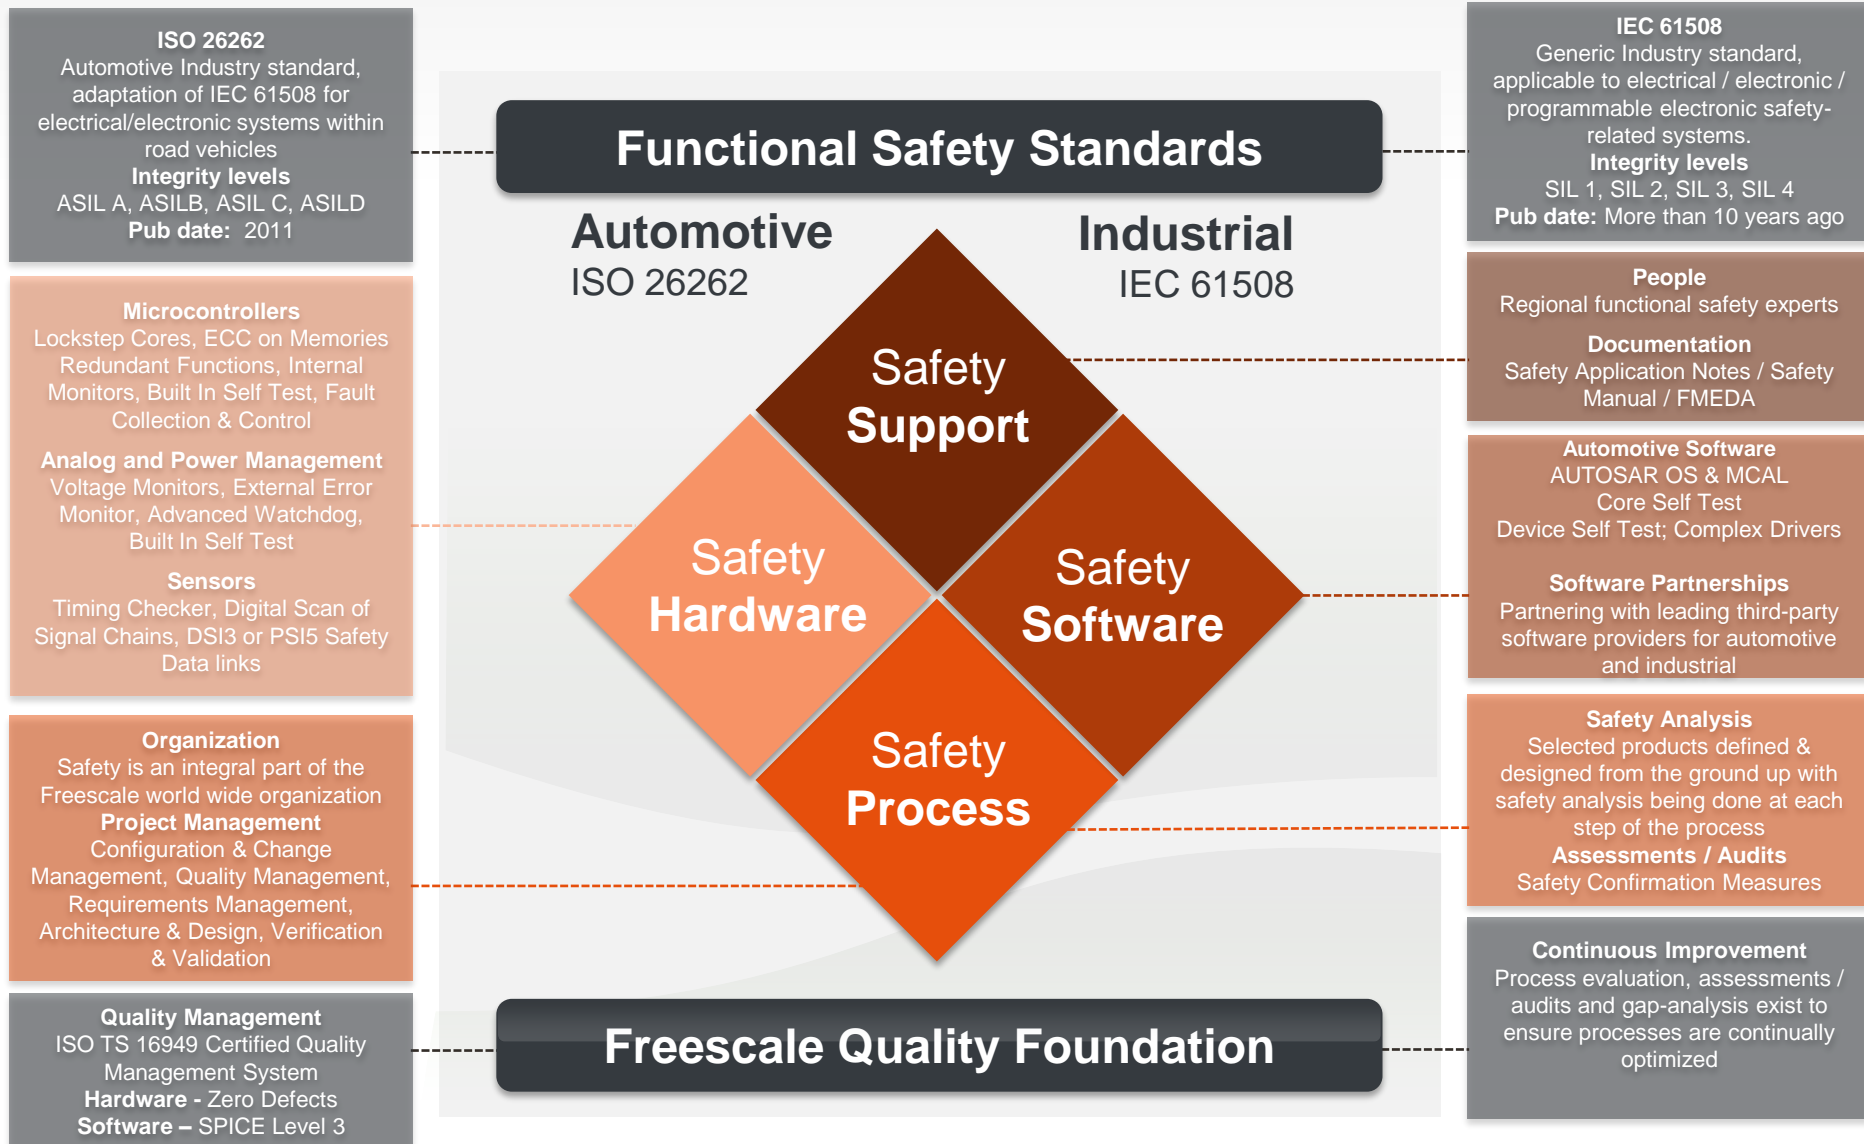 ISO 26262
Automotive Industry standard,
adaptation of IEC 61508 for
electrical/electronic systems within
road vehicles
Integrity levels
ASIL A, ASILB, ASIL C, ASILD
Pub date:  2011
Microcontrollers
Lockstep Cores, ECC on Memories
Redundant Functions, Internal
Monitors, Built In Self Test, Fault
Collection & Control
Analog and Power Management
Voltage Monitors, External Error
Monitor, Advanced Watchdog,
Built In Self Test
Sensors
Timing Checker, Digital Scan of
Signal Chains, DSI3 or PSI5 Safety
Data links
Organization
Safety is an integral part of the
Freescale world wide organization
Project Management
Configuration & Change
Management, Quality Management,
Requirements Management,
Architecture & Design, Verification
& Validation
Quality Management
ISO TS 16949 Certified Quality
Management System
Hardware - Zero Defects
Software – SPICE Level 3
Functional Safety Standards
Automotive
ISO 26262
Industrial
IEC 61508
Safety
Support
Safety
Hardware
Safety
Software
Safety
Process
Freescale Quality Foundation
IEC 61508
Generic Industry standard,
applicable to electrical / electronic /
programmable electronic safety-
related systems.
Integrity levels
SIL 1, SIL 2, SIL 3, SIL 4
Pub date: More than 10 years ago
People
Regional functional safety experts
Documentation
Safety Application Notes / Safety
Manual / FMEDA
Automotive Software
AUTOSAR OS & MCAL
Core Self Test
Device Self Test; Complex Drivers
Software Partnerships
Partnering with leading third-party
software providers for automotive
and industrial
Safety Analysis
Selected products defined &
designed from the ground up with
safety analysis being done at each
step of the process
Assessments / Audits
Safety Confirmation Measures
Continuous Improvement
Process evaluation, assessments /
audits and gap-analysis exist to
ensure processes are continually
optimized